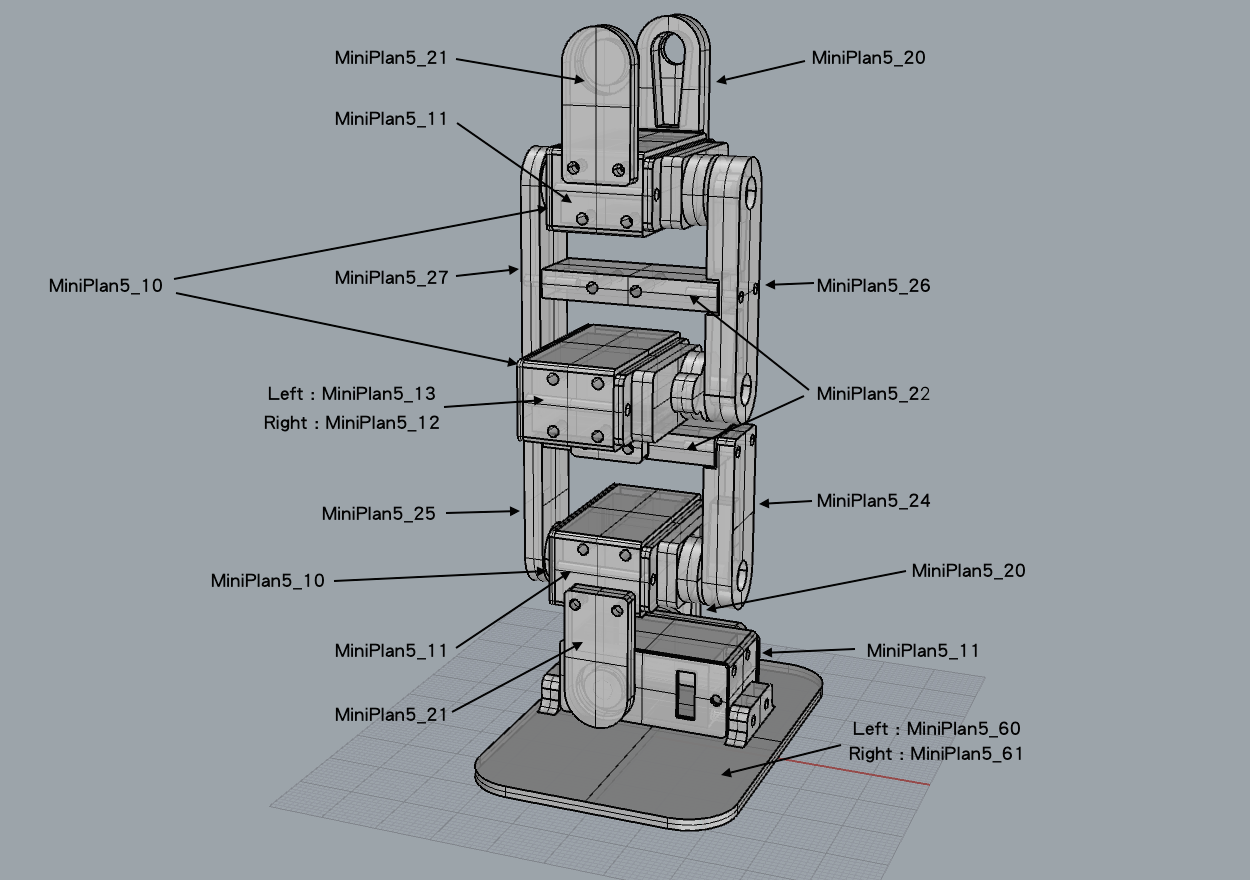 MiniPlan5_21
MiniPlan5_20
MiniPlan5_11
MiniPlan5_27
MiniPlan5_10
MiniPlan5_26
Left : MiniPlan5_13
Right : MiniPlan5_12
MiniPlan5_22
MiniPlan5_25
MiniPlan5_24
MiniPlan5_10
MiniPlan5_20
MiniPlan5_11
MiniPlan5_11
MiniPlan5_21
Left : MiniPlan5_60
Right : MiniPlan5_61